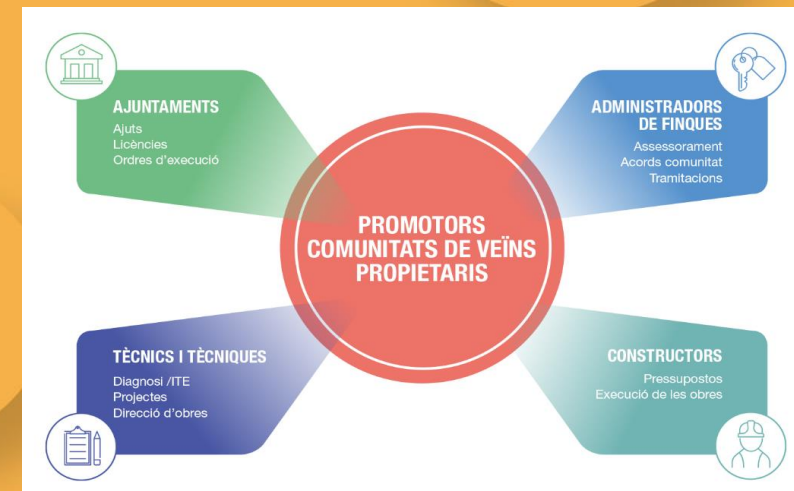 AJUNTAMENTS
Ajuts
Llicències
Ordres d'execució
ADMINISTRADORS
DE FINQUES
Assessorament
Acords comunitat
Tramitacions
PROMOTORS
COMUNITATS DE VEÏNS
PROPIETARIS
TÈCNICS I TÈCNIQUES
Diagnosi /ITE
Projectes
Direcció d'obres
CONSTRUCTORS
Pressupostos
Execució de les obres